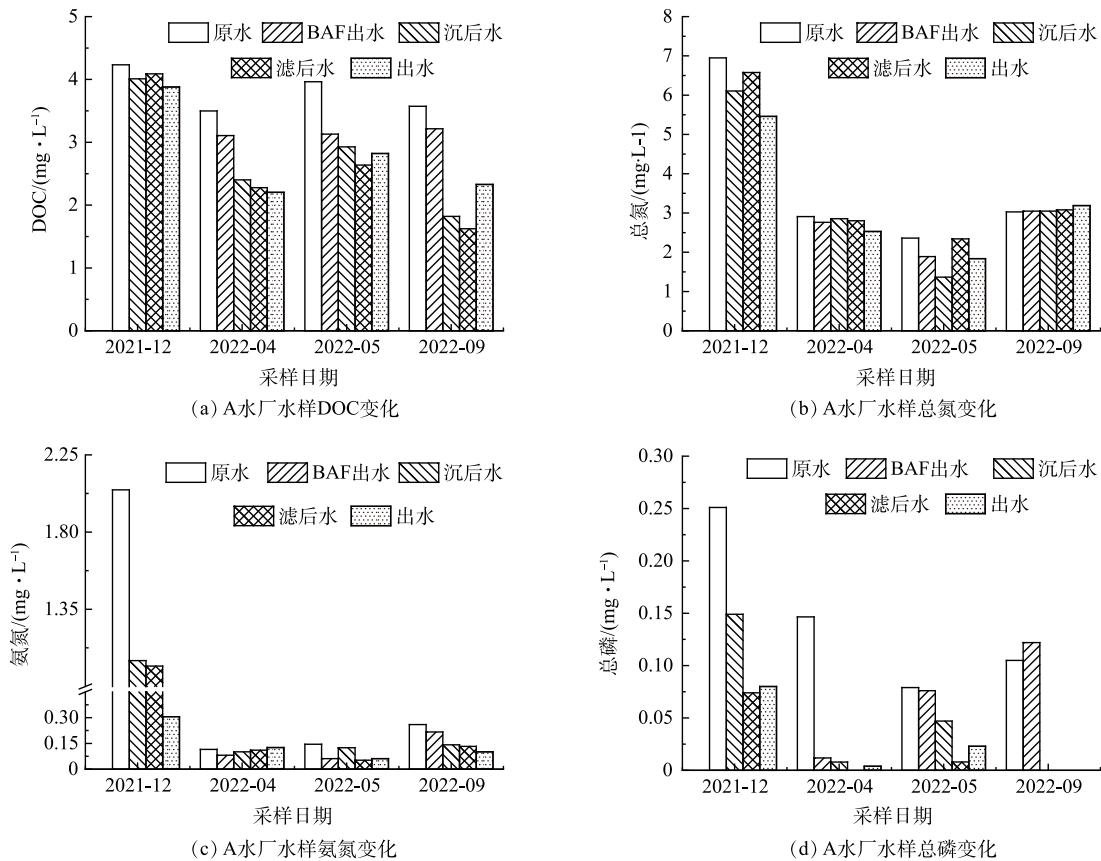 5
4
3
2
1
0
DOC/(mg·L⁻¹)
原水 BAF出水 沉后水
滤后水 出水
2021-12 2022-04 2022-05 2022-09
采样日期
(a) A水厂水样DOC变化
8
7
6
5
4
3
2
1
0
总氮/(mg·L-1)
原水 BAF出水 沉后水
滤后水 出水
2021-12 2022-04 2022-05 2022-09
采样日期
(b) A水厂水样总氮变化
2.25
1.80
1.35
0.30
0.15
0
氨氮/(mg·L⁻¹)
原水 BAF出水 沉后水
滤后水 出水
2021-12 2022-04 2022-05 2022-09
采样日期
(c) A水厂水样氨氮变化
0.30
0.25
0.20
0.15
0.10
0.05
0
总磷/(mg·L⁻¹)
原水 BAF出水 沉后水
滤后水 出水
2021-12 2022-04 2022-05 2022-09
采样日期
(d) A水厂水样总磷变化